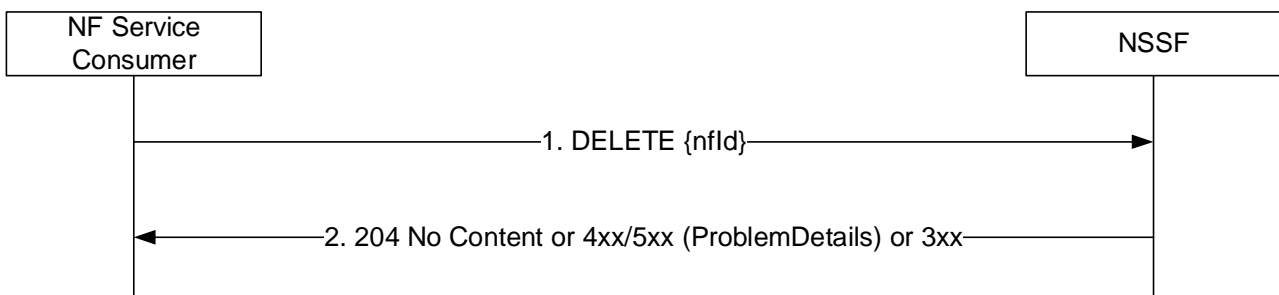 NF Service
Consumer
NSSF
1. DELETE {nfId}
2. 204 No Content or 4xx/5xx (ProblemDetails) or 3xx